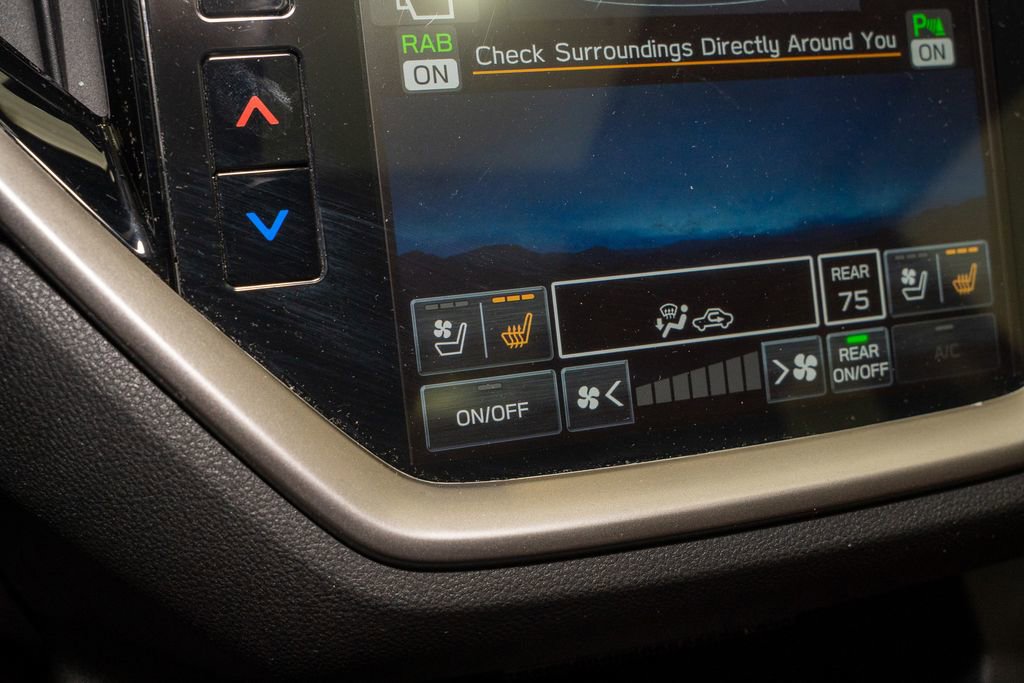 RAB
ON
Check Surroundings Directly Around You
P
ON
REAR
75
ON/OFF
REAR
ON/OFF
A/C